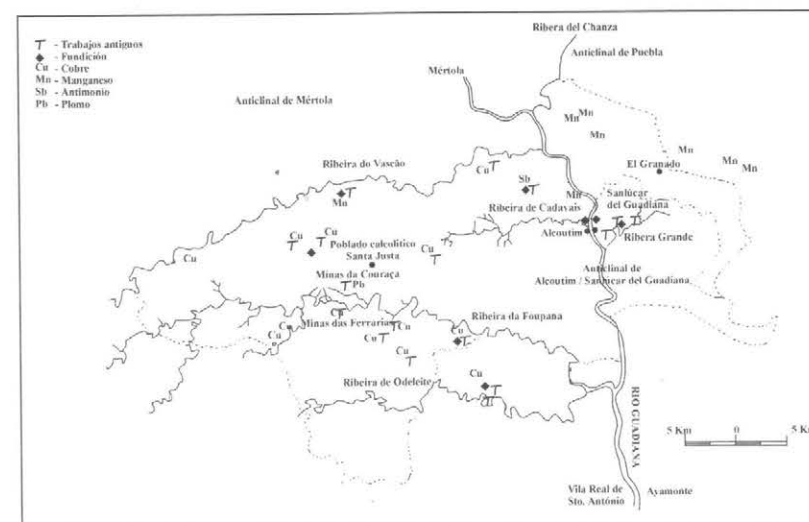 T - Trabajos antiguos
◆ - Fundición
Cu - Cobre
Mn - Manganeso
Sb - Antimonio
Pb - Plomo
Ribera del Chanza
Anticlinal de Puebla
Mértola
Anticlinal de Mértola
Mn
Mn
Mn
Mn
Mn
Mn
El Granado
Ribeira do Vascão
Cu
Sb
Mn
Mn
Sanlúcar
del Guadiana
Ribeira de Cadavais
Alcoutim
Ribera Grande
Cu
Cu
Cu
Cu
Poblado calcolítico
Santa Justa
Minas da Couraça
Pb
Anticlinal de
Alcoutim / Sanlúcar del Guadiana
Cu
Minas das Ferrarias
Cu
Cu
Ribeira da Foupana
Cu
Cu
Ribeira de Odeleite
Cu
RIO GUADIANA
5 Km 0 5 Km
Vila Real de
Sto. António
Ayamonte